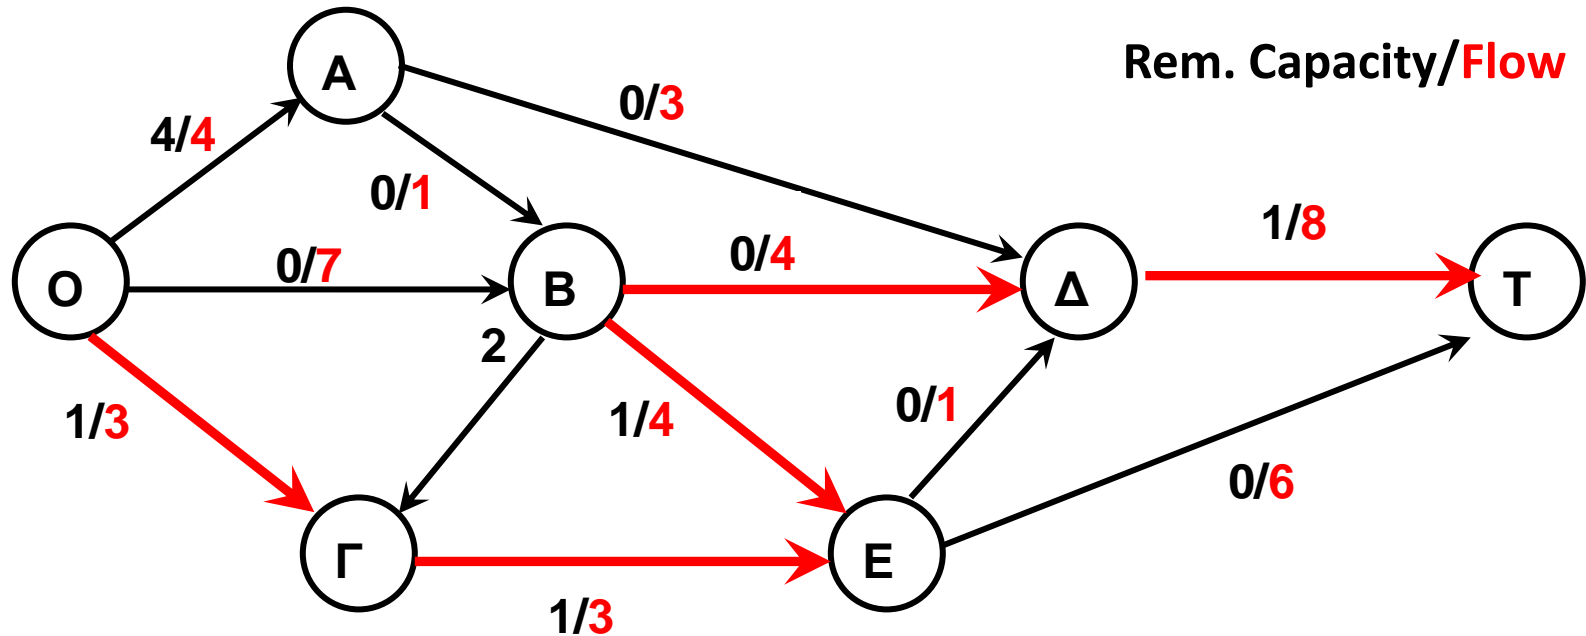 Rem. Capacity/Flow
Α
0/3
4/4
0/1
1/8
Ο
0/7
Β
0/4
Δ
Τ
2
1/3
1/4
0/1
0/6
Γ
Ε
1/3